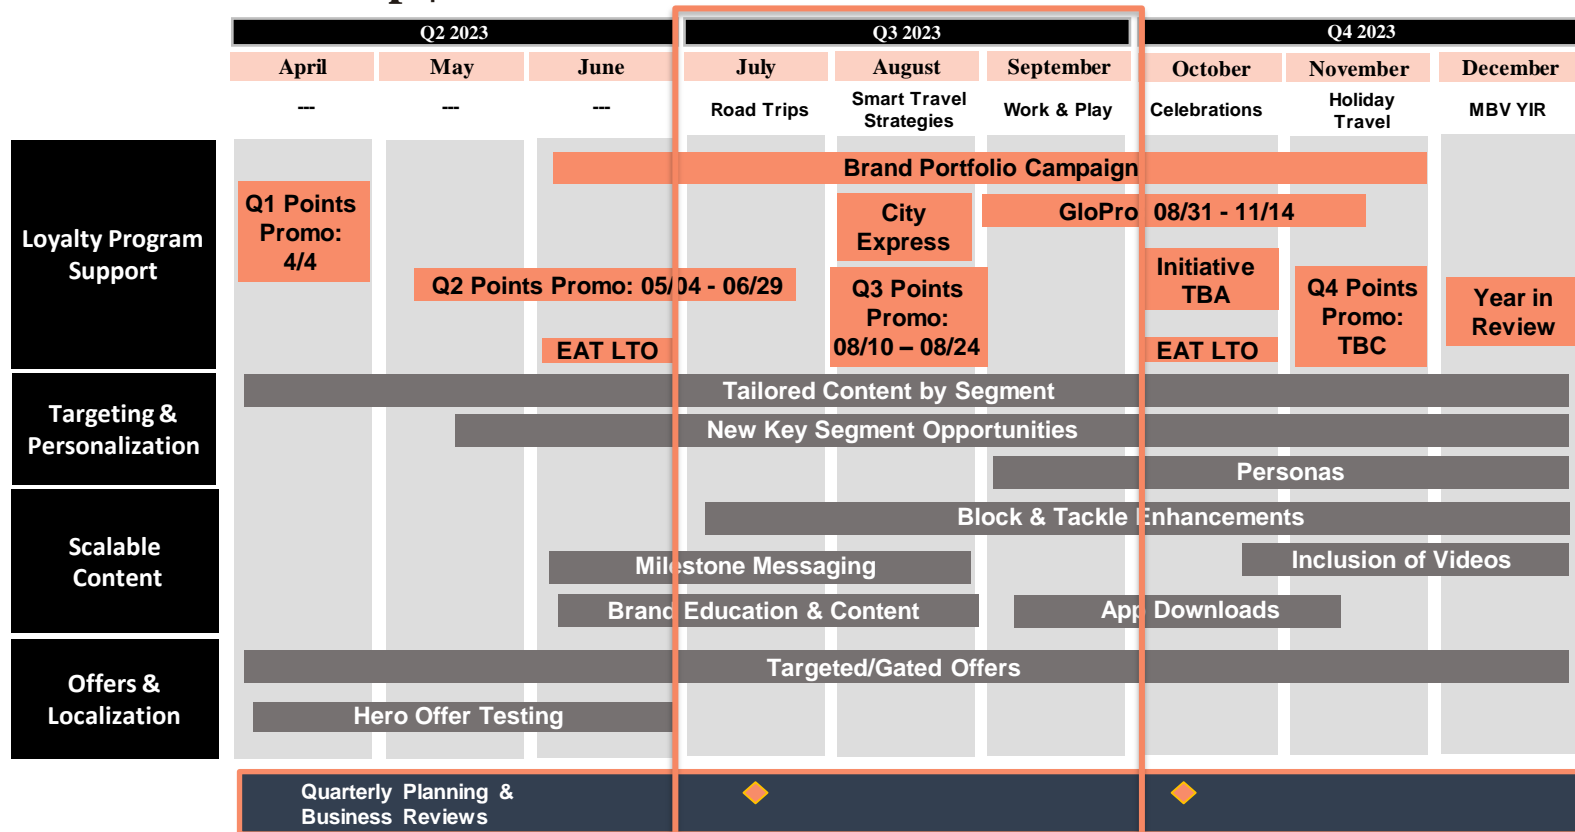 Q2 2023
Q3 2023
Q4 2023
April
May
June
July
August
September
October
November
December
---
---
---
Road Trips
Smart Travel
Strategies
Work & Play
Celebrations
Holiday
Travel
MBV YIR
Loyalty Program
Support
Brand Portfolio Campaign
Q1 Points
Promo:
4/4
City
Express
GloPro 08/31 - 11/14
Q2 Points Promo: 05/04 - 06/29
Q3 Points
Promo:
08/10 – 08/24
Initiative
TBA
Q4 Points
Promo:
TBC
Year in
Review
EAT LTO
EAT LTO
Targeting &
Personalization
Tailored Content by Segment
New Key Segment Opportunities
Personas
Scalable
Content
Block & Tackle Enhancements
Milestone Messaging
Inclusion of Videos
Brand Education & Content
App Downloads
Offers &
Localization
Targeted/Gated Offers
Hero Offer Testing
Quarterly Planning &
Business Reviews